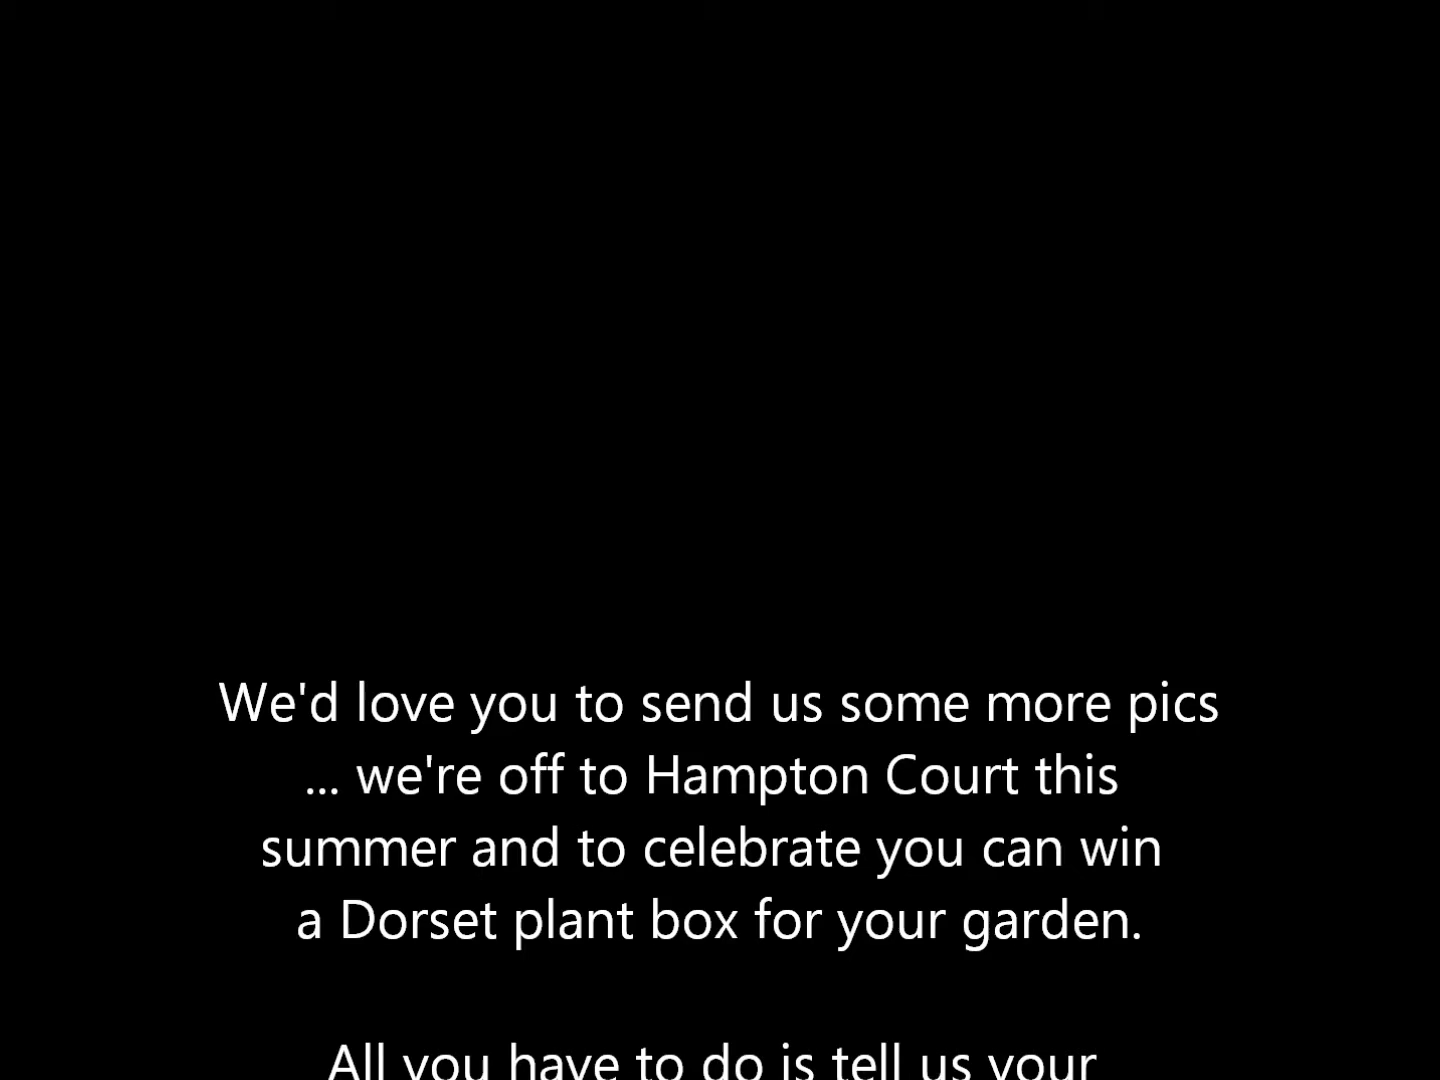 We'd love you to send us some more pics
... we're off to Hampton Court this
summer and to celebrate you can win
a Dorset plant box for your garden.
All you have to do is tell us your